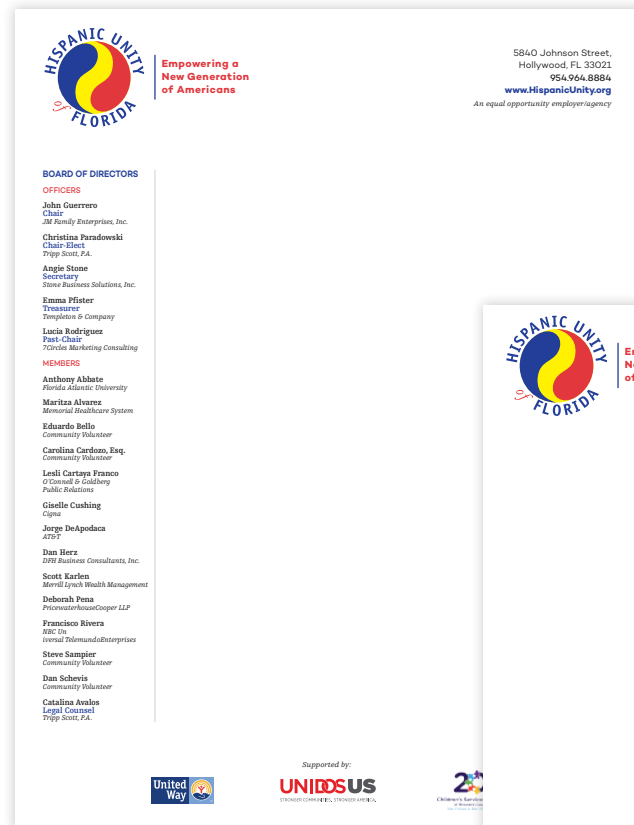 HISPANIC UNITY
of FLORIDA
Empowering a
New Generation
of Americans
5840 Johnson Street,
Hollywood, FL 33021
954.964.8884
www.HispanicUnity.org
An equal opportunity employer/agency
BOARD OF DIRECTORS
OFFICERS
John Guerrero
Chair
JM Family Enterprises, Inc.
Christina Paradowski
Chair-Elect
Tripp Scott, P.A.
Angie Stone
Secretary
Stone Business Solutions, Inc.
Emma Pfister
Treasurer
Templeton & Company
Lucia Rodriguez
Past-Chair
7Circles Marketing Consulting
MEMBERS
Anthony Abbate
Florida Atlantic University
Maritza Alvarez
Memorial Healthcare System
Eduardo Bello
Community Volunteer
Carolina Cardozo, Esq.
Community Volunteer
Lesli Cartaya Franco
O'Connell & Goldberg
Public Relations
Giselle Cushing
Cigna
Jorge DeApodaca
AT&T
Dan Herz
DFH Business Consultants, Inc.
Scott Karlen
Merrill Lynch Wealth Management
Deborah Pena
PricewaterhouseCooper LLP
Francisco Rivera
NBC Un
iversal TelemundoEnterprises
Steve Sampier
Community Volunteer
Dan Schevis
Community Volunteer
Catalina Avalos
Legal Counsel
Tripp Scott, P.A.
Supported by:
United
Way
UNIDOSUS
STRONGER COMMUNITIES. STRONGER AMERICA.
Children's
HISPANIC UNITY
of FLORIDA